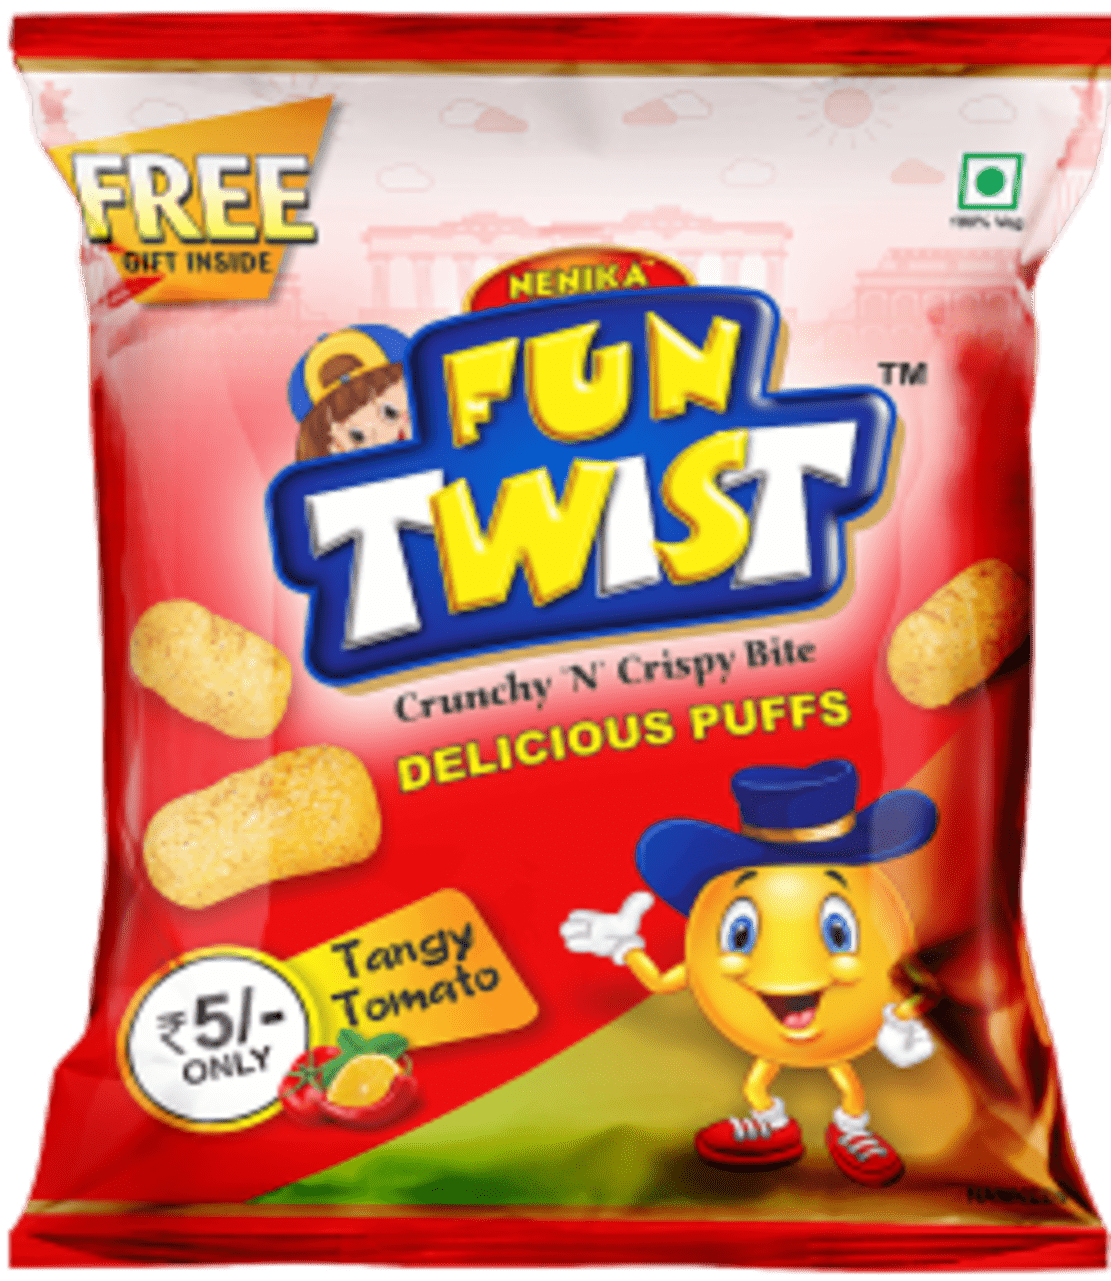 FREE
GIFT INSIDE
100% Veg
NENIKA
FUN
TWIST
TM
Crunchy 'N' Crispy Bite
DELICIOUS PUFFS
Tangy
Tomato
₹5/-
ONLY